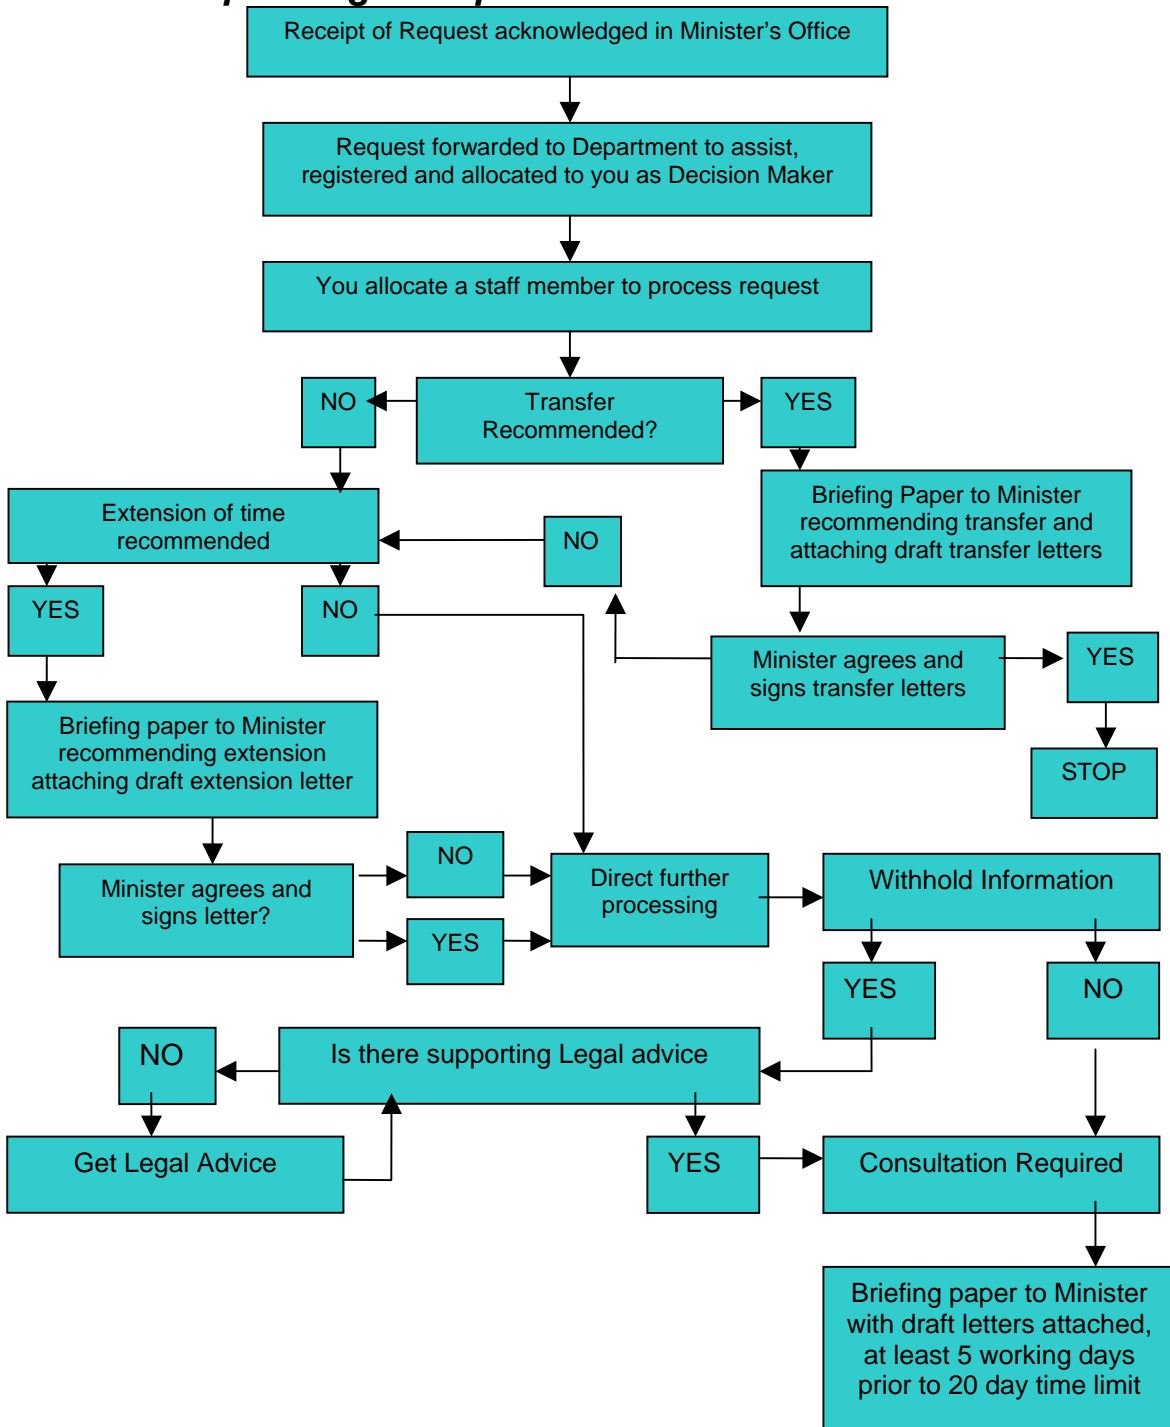 Receipt of Request acknowledged in Minister's Office
Request forwarded to Department to assist,
registered and allocated to you as Decision Maker
You allocate a staff member to process request
NO
Transfer
Recommended?
YES
Extension of time
recommended
NO
Briefing Paper to Minister
recommending transfer and
attaching draft transfer letters
YES
NO
Minister agrees and
signs transfer letters
YES
STOP
Briefing paper to Minister
recommending extension
attaching draft extension letter
Minister agrees and
signs letter?
NO
YES
Direct further
processing
Withhold Information
YES
NO
NO
Is there supporting Legal advice
Get Legal Advice
YES
Consultation Required
Briefing paper to Minister
with draft letters attached,
at least 5 working days
prior to 20 day time limit